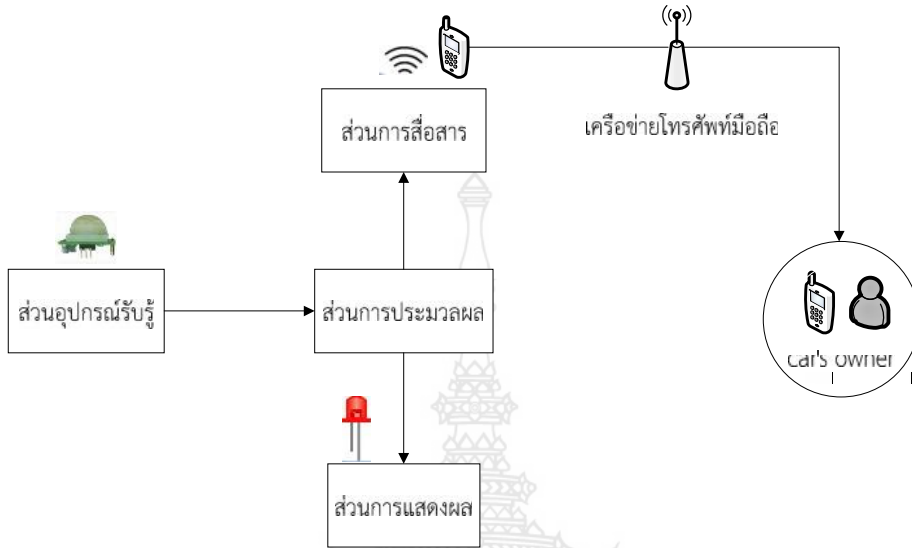 ส่วนการสื่อสาร
เครือข่ายโทรศัพท์มือถือ
ส่วนอุปกรณ์รับรู้
ส่วนการประมวลผล
car's owner
ส่วนการแสดงผล